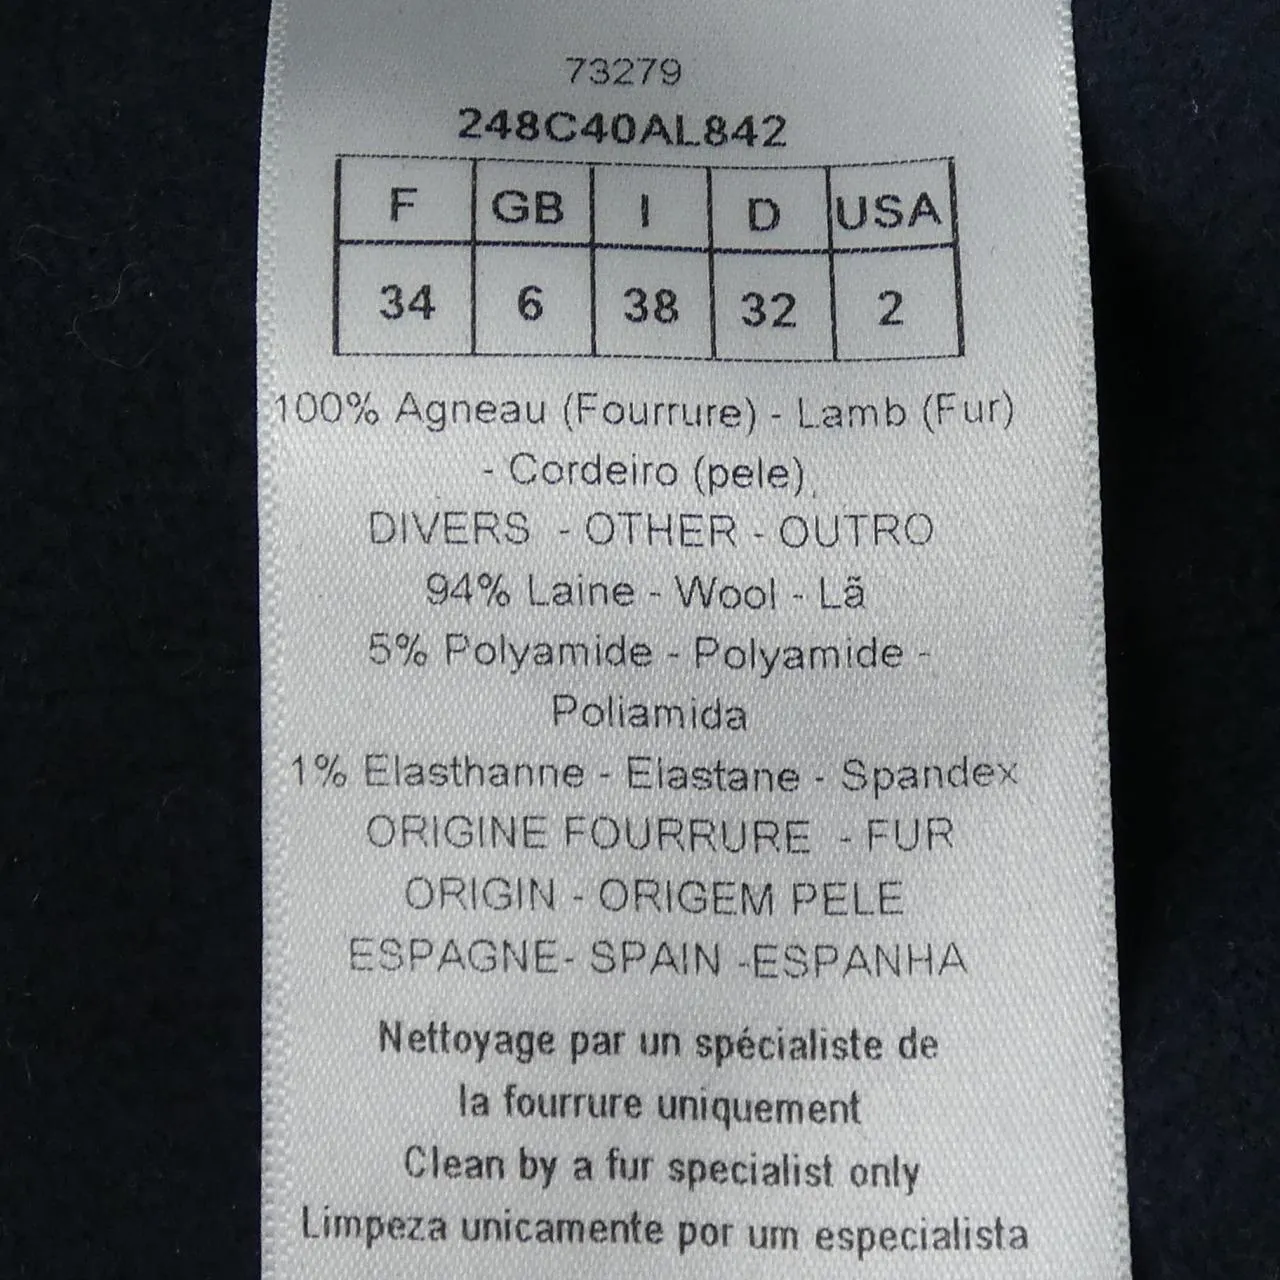 73279
248C40AL842
F GB I D USA
34 6 38 32 2
100% Agneau (Fourrure) - Lamb (Fur)
- Cordeiro (pele),
DIVERS - OTHER - OUTRO
94% Laine - Wool - Lã
5% Polyamide - Polyamide -
Poliamida
1% Elasthanne - Elastane - Spandex
ORIGINE FOURRURE - FUR
ORIGIN - ORIGEM PELE
ESPAGNE- SPAIN -ESPANHA
Nettoyage par un spécialiste de
la fourrure uniquement
Clean by a fur specialist only
Limpeza unicamente por um especialista